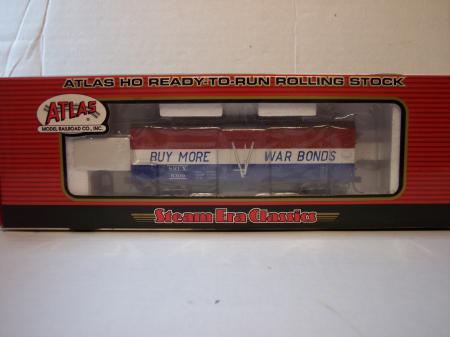 ATLAS HO READY-TO-RUN ROLLING STOCK
ATLAS
MODEL RAILROAD CO., INC.
BUY MORE V WAR BONDS
Steam Era Classics